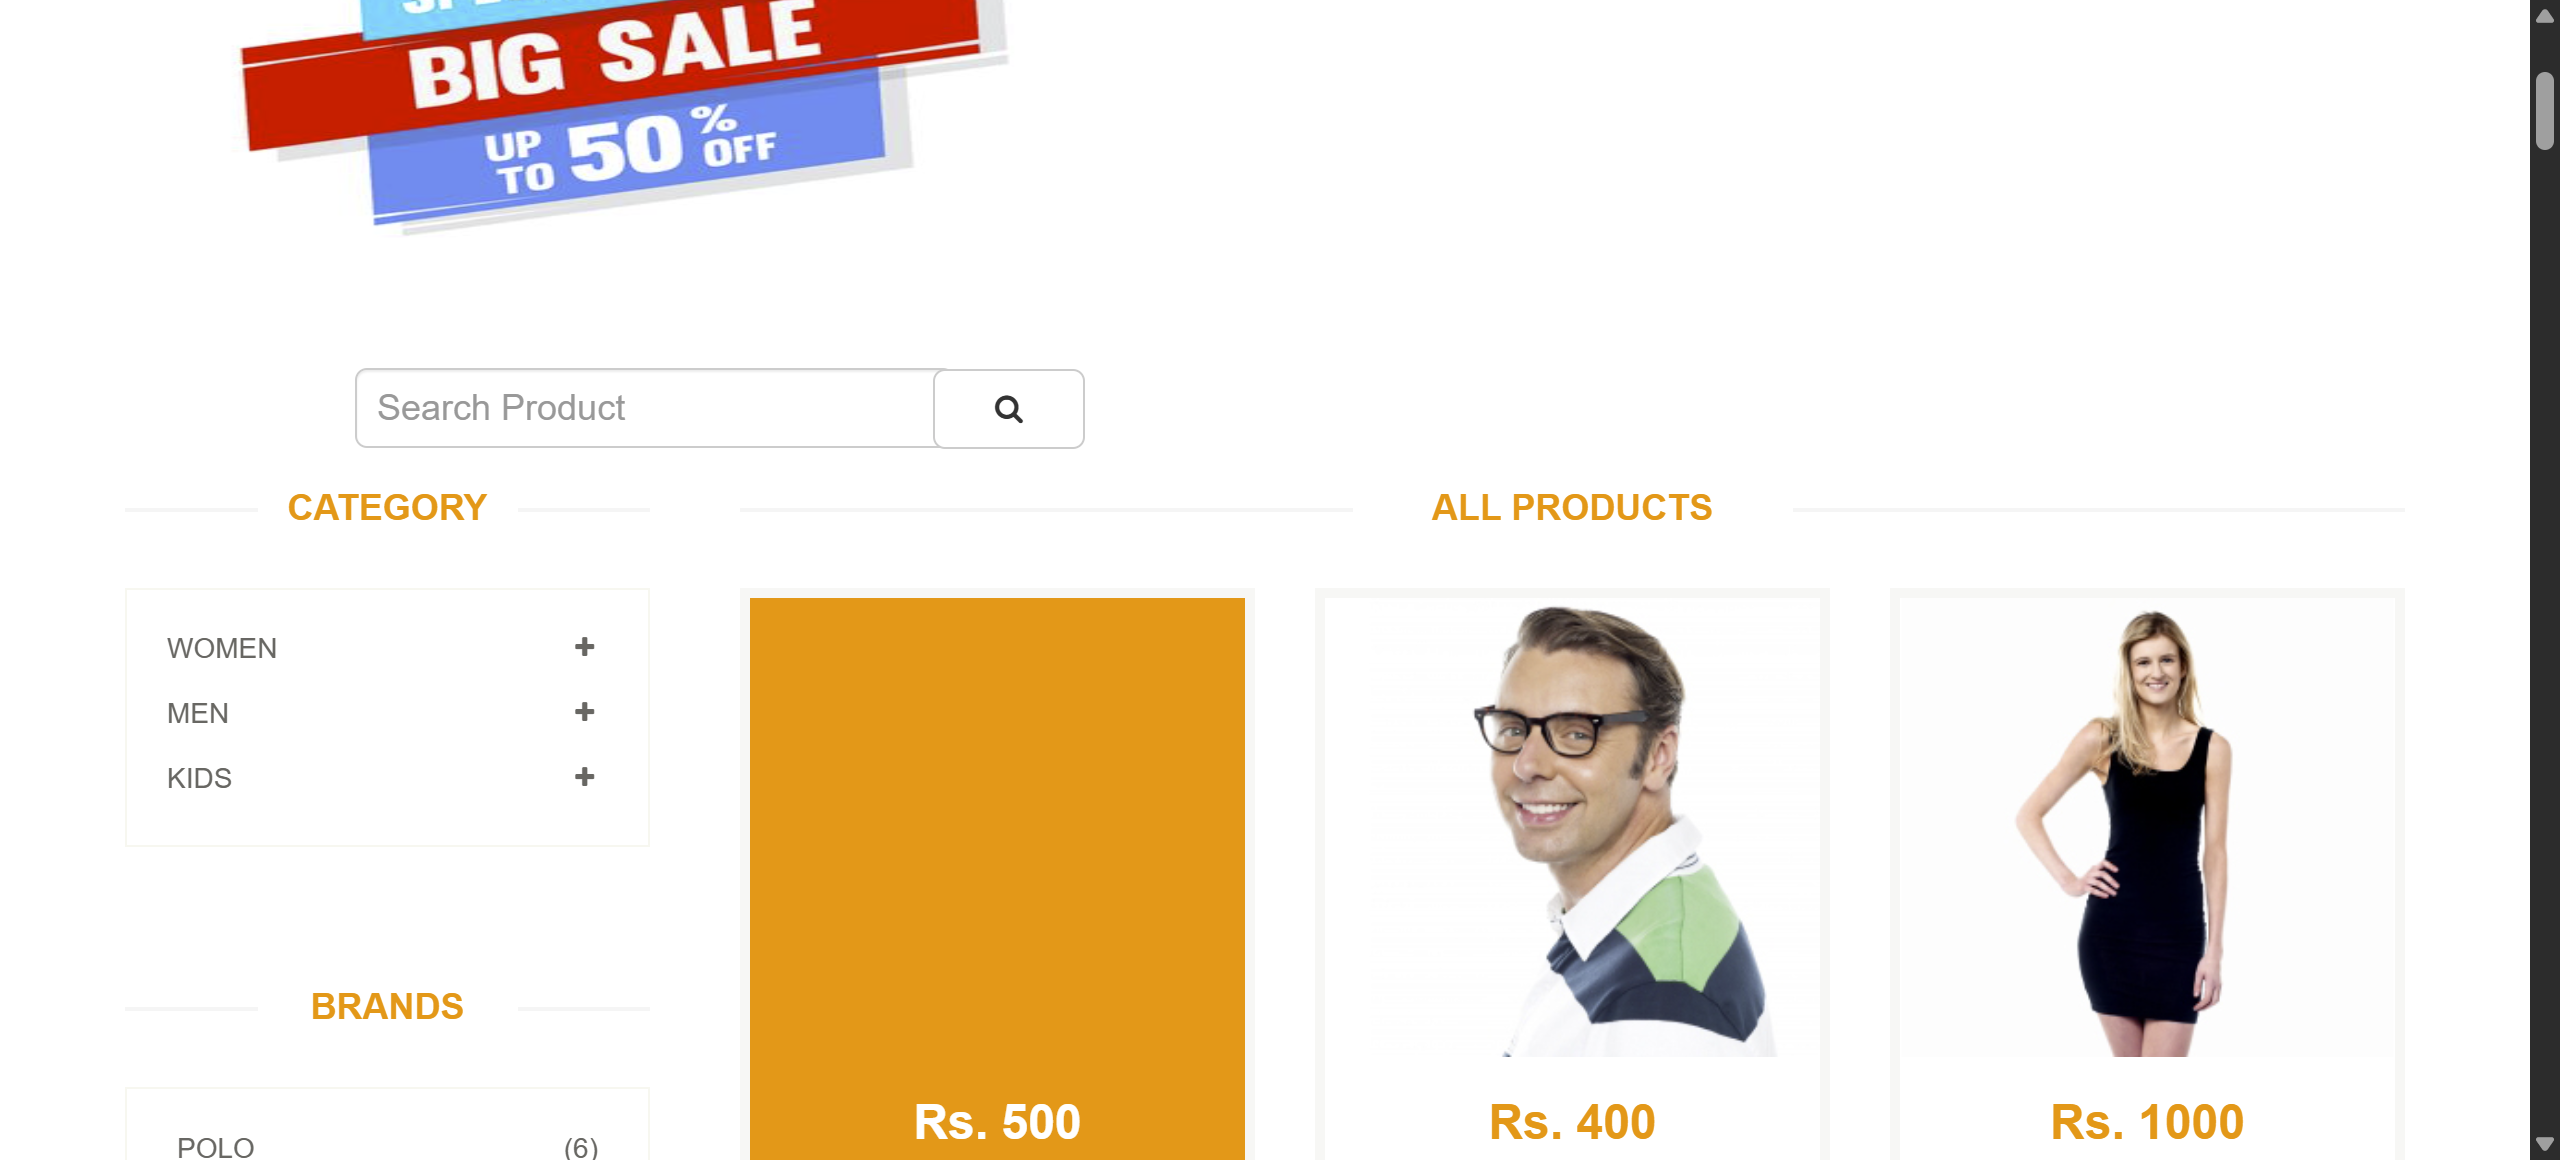 BIG SALE
UP TO 50% OFF
Search Product
CATEGORY
ALL PRODUCTS
WOMEN
MEN
KIDS
BRANDS
POLO (6)
Rs. 500
Rs. 400
Rs. 1000